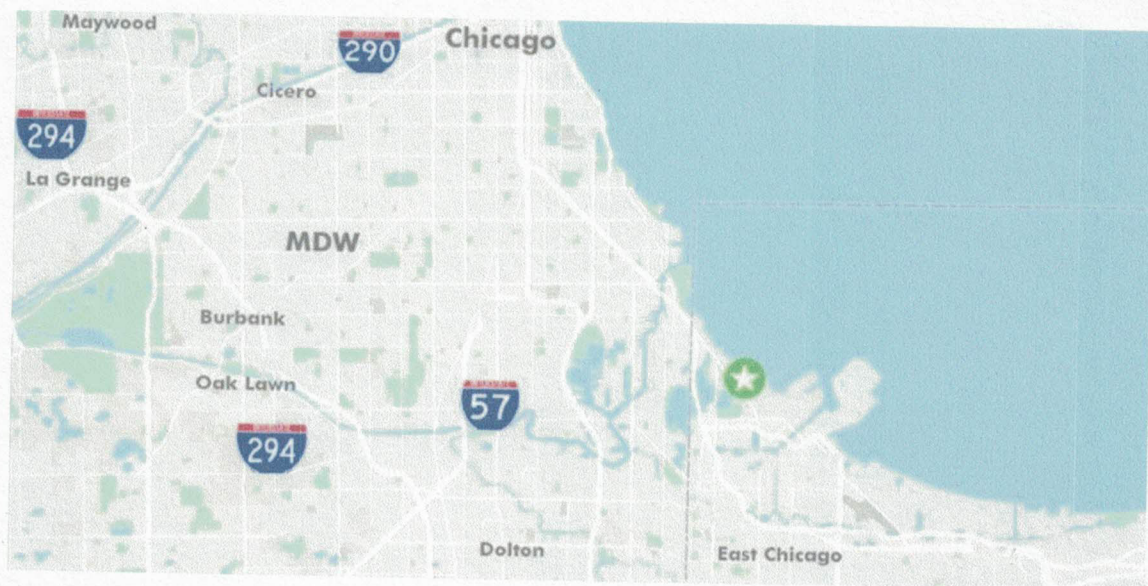 Maywood
290
Chicago
Cicero
294
La Grange
MDW
Burbank
Oak Lawn
57
294
Dolton
East Chicago